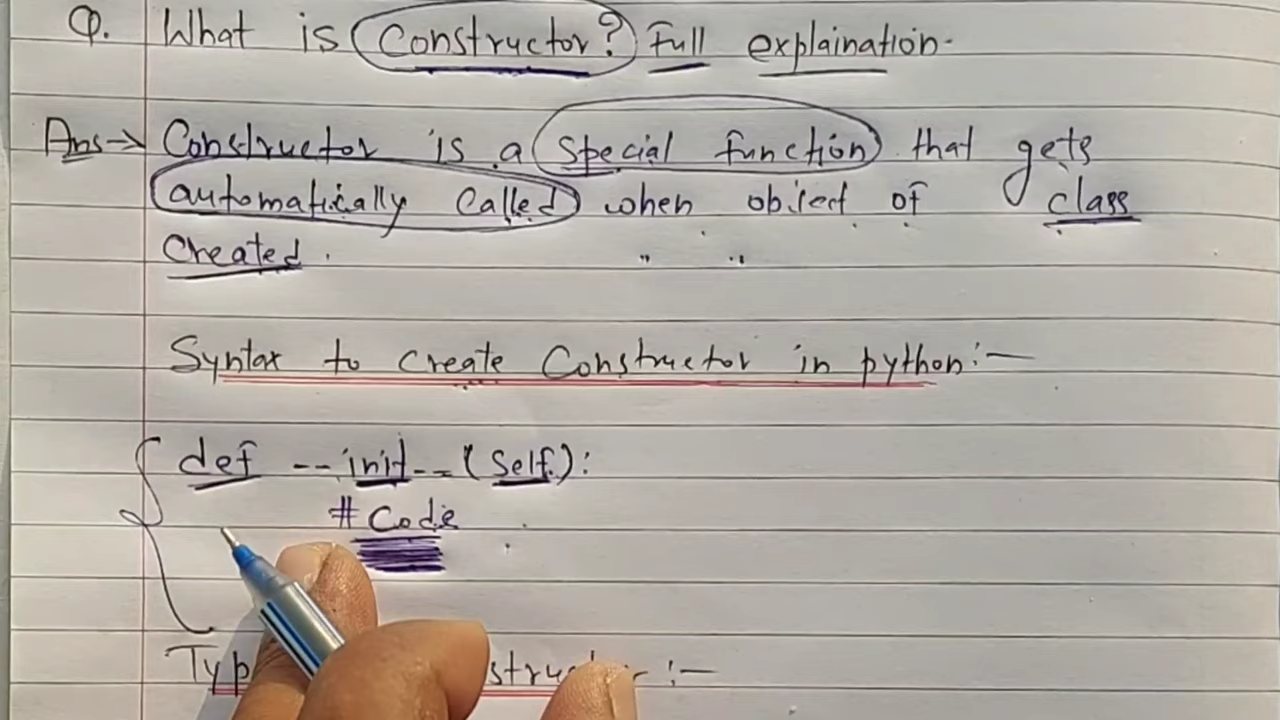 Q. What is Constructor? Full explaination.
Ans→ Constructor is a special function that gets
automatically called when object of class
Created.
Syntax to create Constructor in python:—
def --init--(self):
# Code
:—